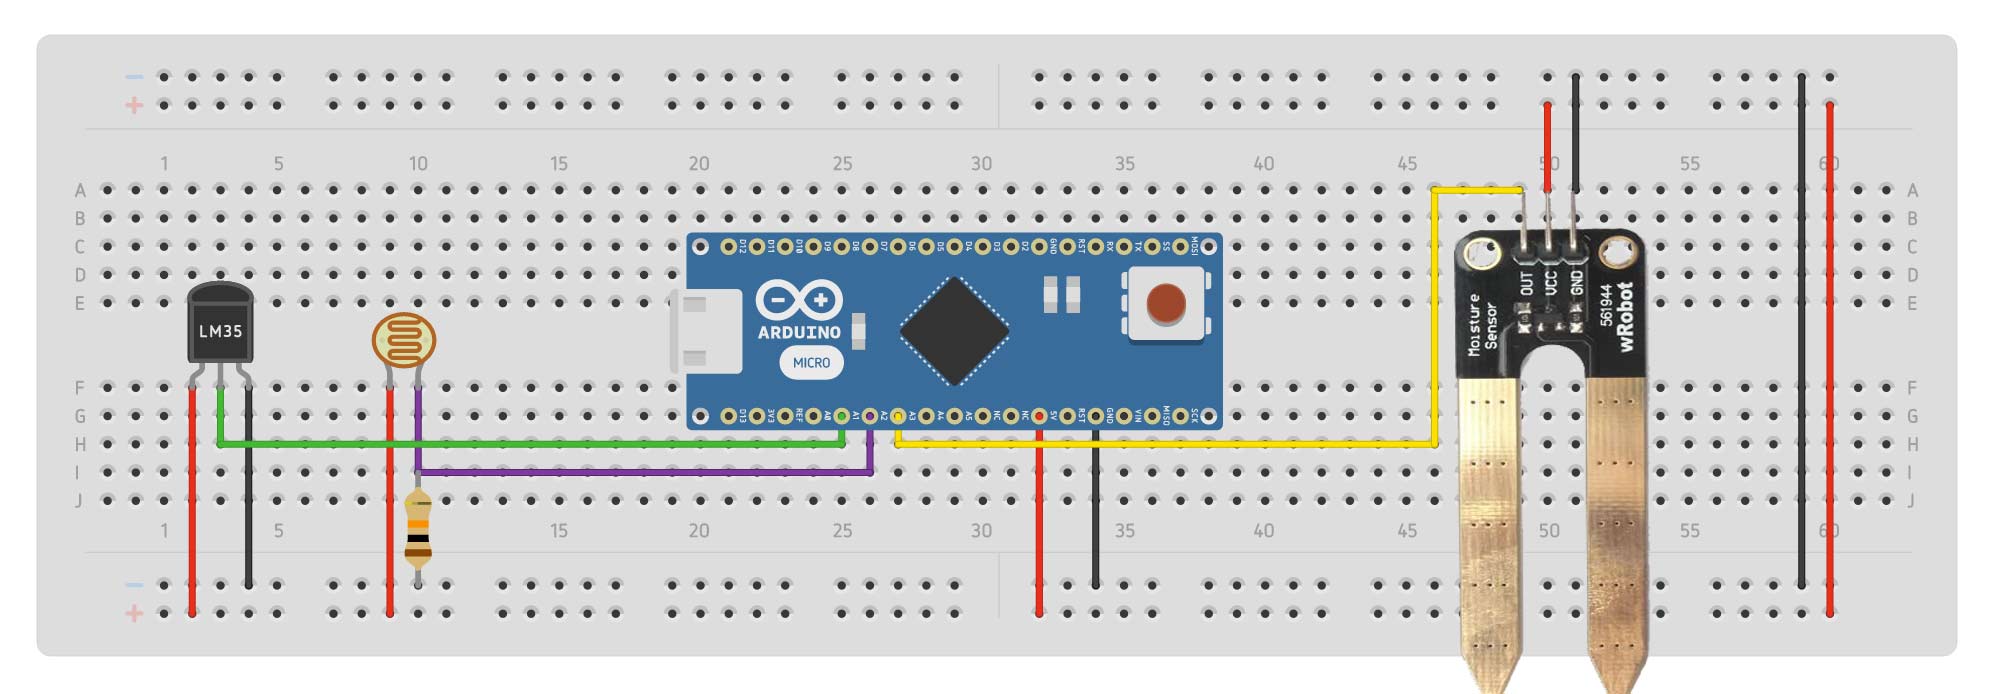 − −
+ +
1 5 10 15 20 25 30 35 40 45 50 55 60
A A
B B
C C
D D
E E
D12 D11 D10 D9 D8 D7 D6 D5 D4 D3 D2 GND RST RX TX SS MOSI
OUT VCC GND
LM35
ARDUINO
MICRO
Moisture
Sensor
561944
wRobot
F F
G G
D13 3V3 REF A0 A1 A2 A3 A4 A5 NC NC 5V RST GND VIN MISO SCK
H H
I I
J J
1 5 10 15 20 25 30 35 40 45 50 55 60
−
+